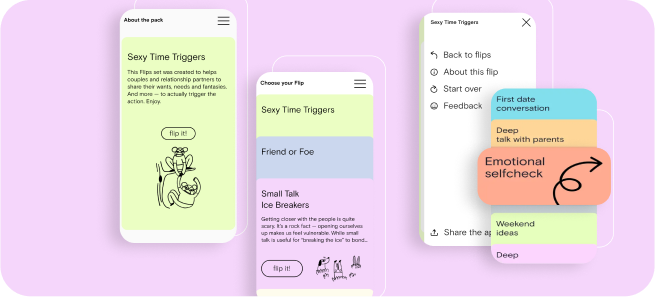 About the pack
Sexy Time Triggers
This Flips set was created to helps
couples and relationship partners to
share their wants, needs and fantasies.
And more — to actually trigger the
action. Enjoy.
flip it!
Choose your Flip
Sexy Time Triggers
Friend or Foe
Small Talk
Ice Breakers
Getting closer with the people is quite
scary. It's a rock fact — opening ourselves
up makes us feel vulnerable. While small
talk is useful for "breaking the ice" to bond...
flip it!
Sexy Time Triggers
Back to flips
About this flip
Start over
Feedback
Share the ap
First date
conversation
Deep
talk with parents
Emotional
selfcheck
Weekend
ideas
Deep